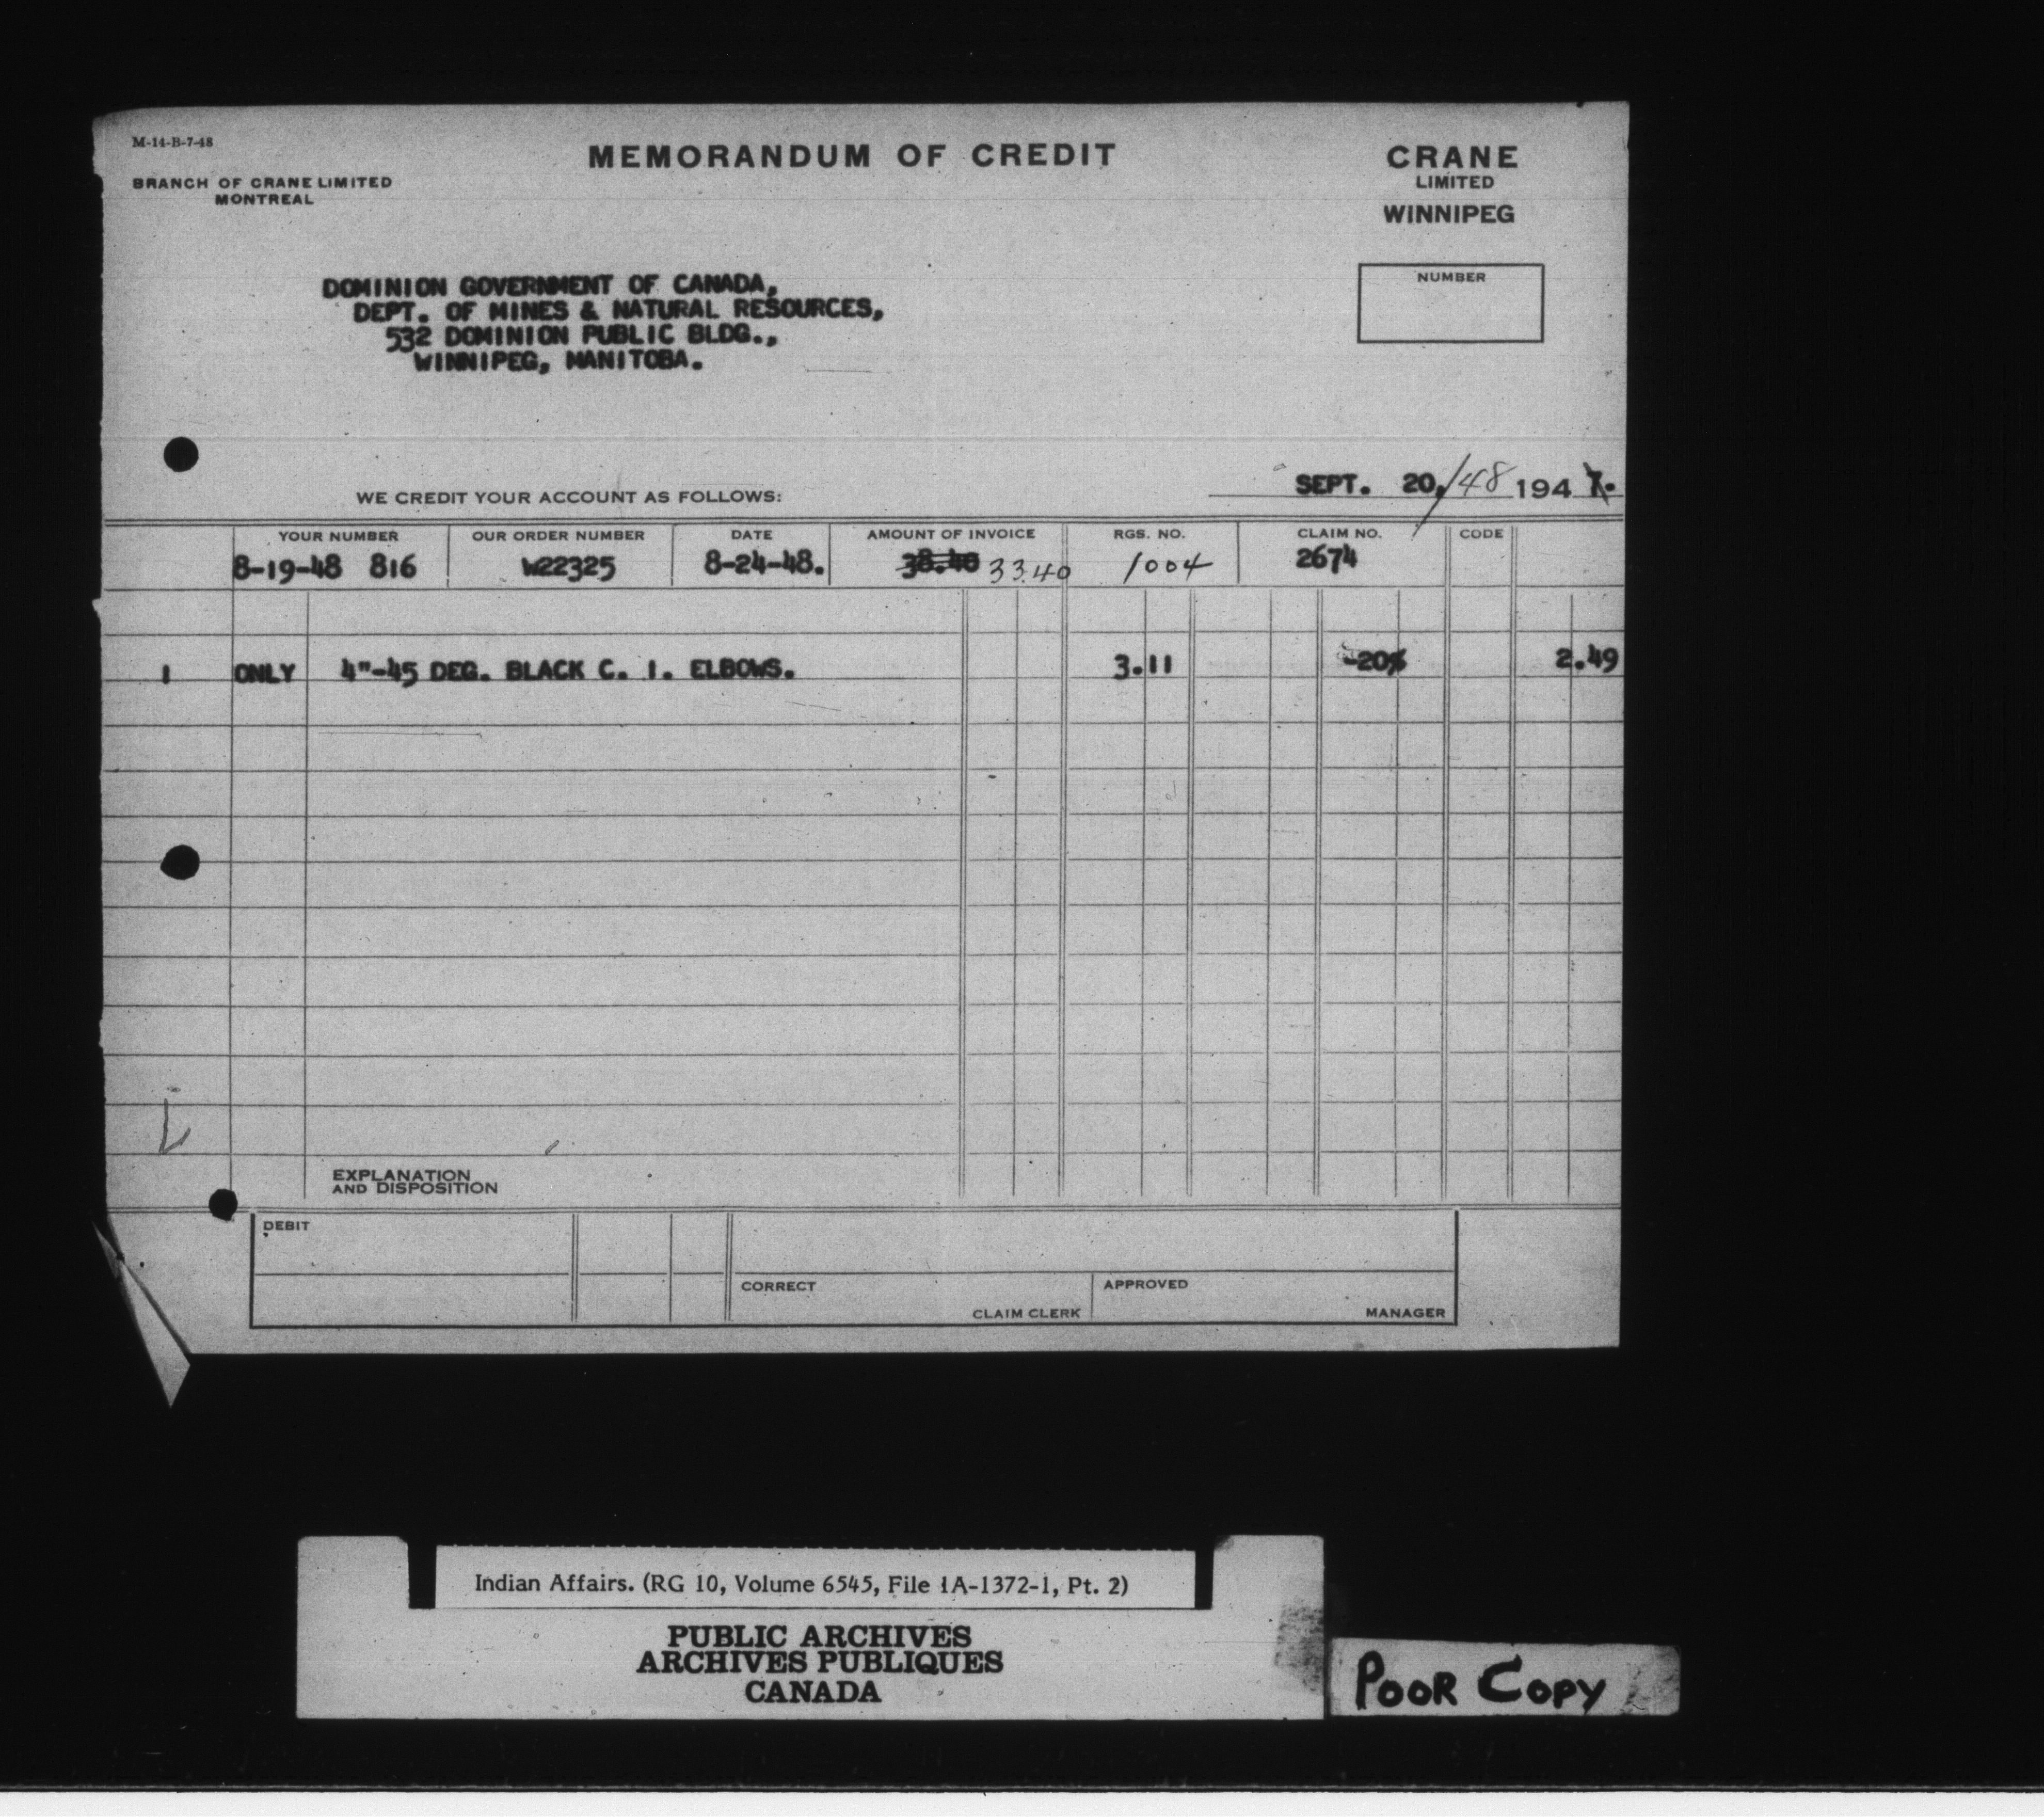 M-14-B-7-48
BRANCH OF CRANE LIMITED
MONTREAL
MEMORANDUM OF CREDIT
CRANE
LIMITED
WINNIPEG
NUMBER
DOMINION GOVERNMENT OF CANADA,
DEPT. OF MINES & NATURAL RESOURCES,
532 DOMINION PUBLIC BLDG.,
WINNIPEG, MANITOBA.
SEPT. 20,/48 1947.
WE CREDIT YOUR ACCOUNT AS FOLLOWS:
YOUR NUMBER OUR ORDER NUMBER DATE AMOUNT OF INVOICE RGS. NO. CLAIM NO. CODE
8-19-48 816 W22325 8-24-48. 38.40 33.40 1004 2674
1 ONLY 4"-45 DEG. BLACK C. I. ELBOWS. 3.11 -20% 2.49
EXPLANATION
AND DISPOSITION
DEBIT
CORRECT APPROVED
CLAIM CLERK MANAGER
Indian Affairs. (RG 10, Volume 6545, File 1A-1372-1, Pt. 2)
PUBLIC ARCHIVES
ARCHIVES PUBLIQUES
CANADA
POOR COPY